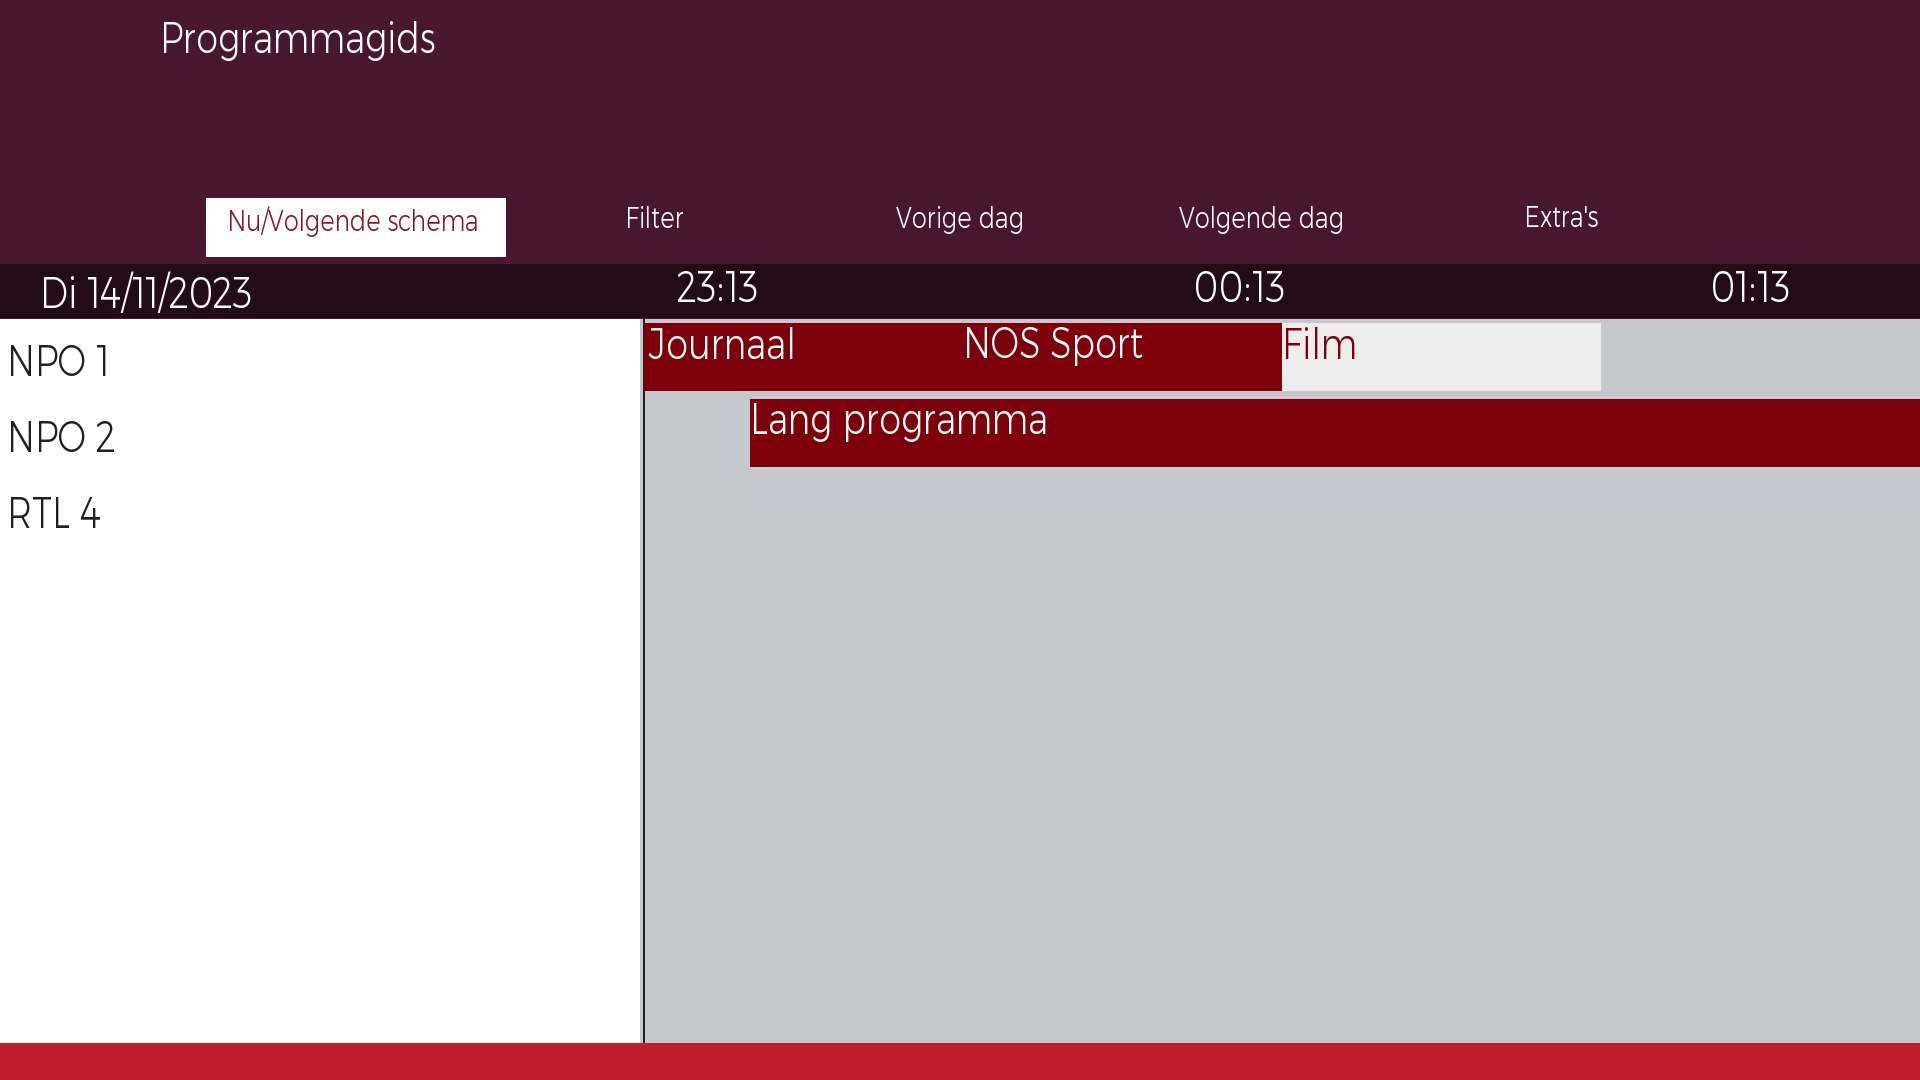 Programmagids
Nu/Volgende schema Filter Vorige dag Volgende dag Extra's
Di 14/11/2023 23:13 00:13 01:13
NPO 1 Journaal NOS Sport Film
NPO 2 Lang programma
RTL 4